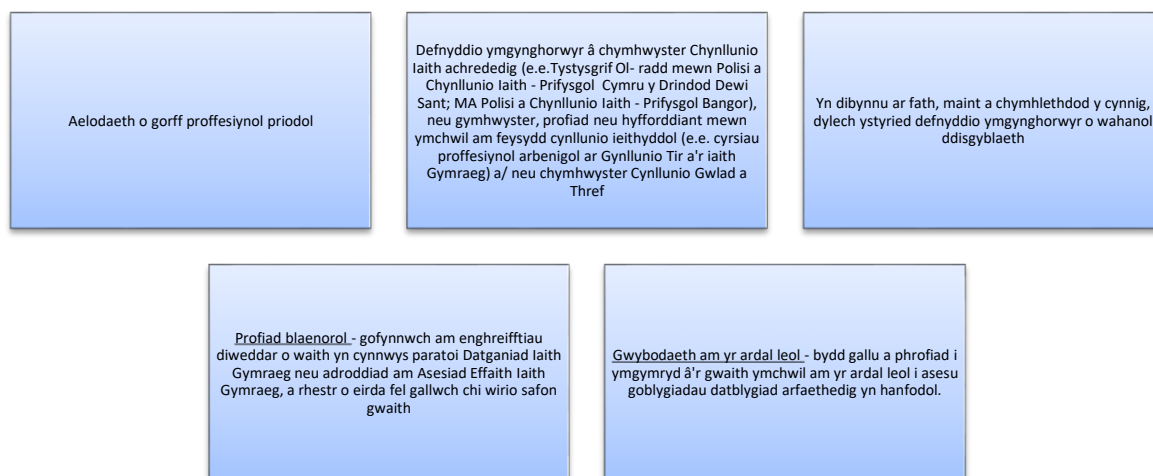 Aelodaeth o gorff proffesiynol priodol
Defnyddio ymgynghorwyr â chymhwyster Chynllunio
Iaith achrededig (e.e.Tystysgrif Ol- radd mewn Polisi a
Chynllunio Iaith - Prifysgol Cymru y Drindod Dewi
Sant; MA Polisi a Chynllunio Iaith - Prifysgol Bangor),
neu gymhwyster, profiad neu hyfforddiant mewn
ymchwil am feysydd cynllunio ieithyddol (e.e. cyrsiau
proffesiynol arbenigol ar Gynllunio Tir a'r iaith
Gymraeg) a/ neu chymhwyster Cynllunio Gwlad a
Thref
Yn dibynnu ar fath, maint a chymhlethdod y cynnig,
dylech ystyried defnyddio ymgynghorwyr o wahanol
ddisgyblaeth
Profiad blaenorol - gofynnwch am enghreifftiau
diweddar o waith yn cynnwys paratoi Datganiad Iaith
Gymraeg neu adroddiad am Asesiad Effaith Iaith
Gymraeg, a rhestr o eirda fel gallwch chi wirio safon
gwaith
Gwybodaeth am yr ardal leol - bydd gallu a phrofiad i
ymgymryd â'r gwaith ymchwil am yr ardal leol i asesu
goblygiadau datblygiad arfaethedig yn hanfodol.